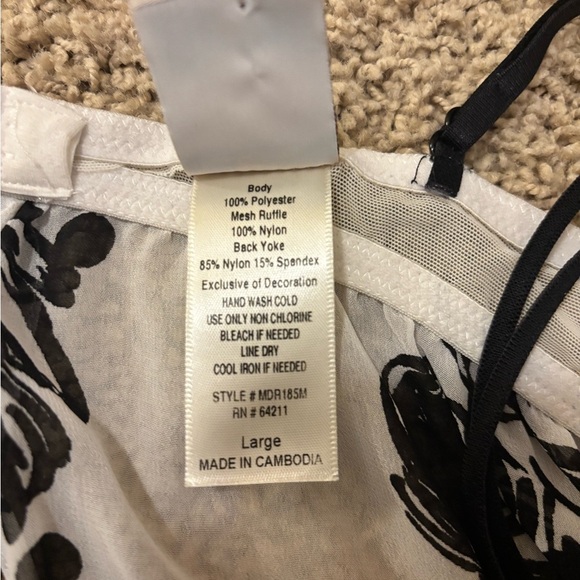 Body
100% Polyester
Mesh Ruffle
100% Nylon
Back Yoke
85% Nylon 15% Spandex
Exclusive of Decoration
HAND WASH COLD
USE ONLY NON CHLORINE
BLEACH IF NEEDED
LINE DRY
COOL IRON IF NEEDED
STYLE # MDR185M
RN # 64211
Large
MADE IN CAMBODIA